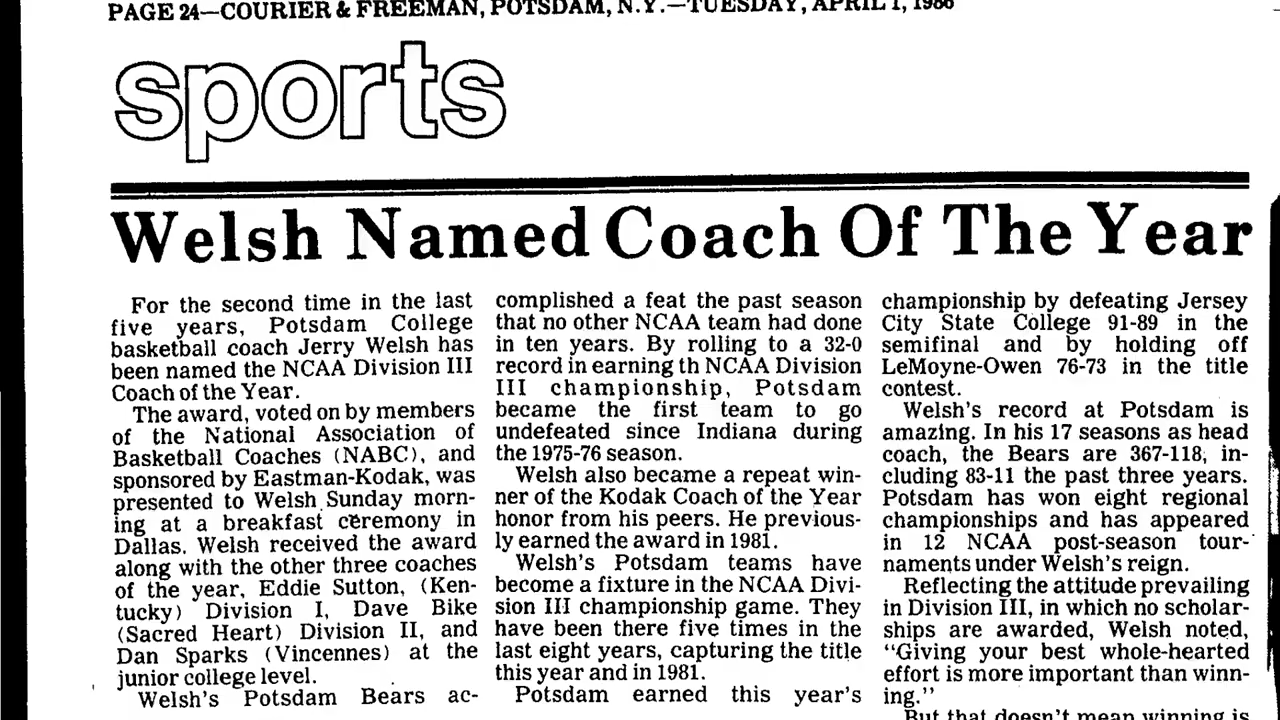 PAGE 24—COURIER & FREEMAN, POTSDAM, N.Y.—TUESDAY, APRIL 1, 1986
sports
Welsh Named Coach Of The Year
For the second time in the last
five years, Potsdam College
basketball coach Jerry Welsh has
been named the NCAA Division III
Coach of the Year.
The award, voted on by members
of the National Association of
Basketball Coaches (NABC), and
sponsored by Eastman-Kodak, was
presented to Welsh Sunday morn-
ing at a breakfast ceremony in
Dallas. Welsh received the award
along with the other three coaches
of the year, Eddie Sutton, (Ken-
tucky) Division I, Dave Bike
(Sacred Heart) Division II, and
Dan Sparks (Vincennes) at the
junior college level.
Welsh's Potsdam Bears ac-
complished a feat the past season
that no other NCAA team had done
in ten years. By rolling to a 32-0
record in earning th NCAA Division
III championship, Potsdam
became the first team to go
undefeated since Indiana during
the 1975-76 season.
Welsh also became a repeat win-
ner of the Kodak Coach of the Year
honor from his peers. He previous-
ly earned the award in 1981.
Welsh's Potsdam teams have
become a fixture in the NCAA Divi-
sion III championship game. They
have been there five times in the
last eight years, capturing the title
this year and in 1981.
Potsdam earned this year's
championship by defeating Jersey
City State College 91-89 in the
semifinal and by holding off
LeMoyne-Owen 76-73 in the title
contest.
Welsh's record at Potsdam is
amazing. In his 17 seasons as head
coach, the Bears are 367-118, in-
cluding 83-11 the past three years.
Potsdam has won eight regional
championships and has appeared
in 12 NCAA post-season tour-
naments under Welsh's reign.
Reflecting the attitude prevailing
in Division III, in which no scholar-
ships are awarded, Welsh noted,
"Giving your best whole-hearted
effort is more important than winn-
ing."
But that doesn't mean winning is